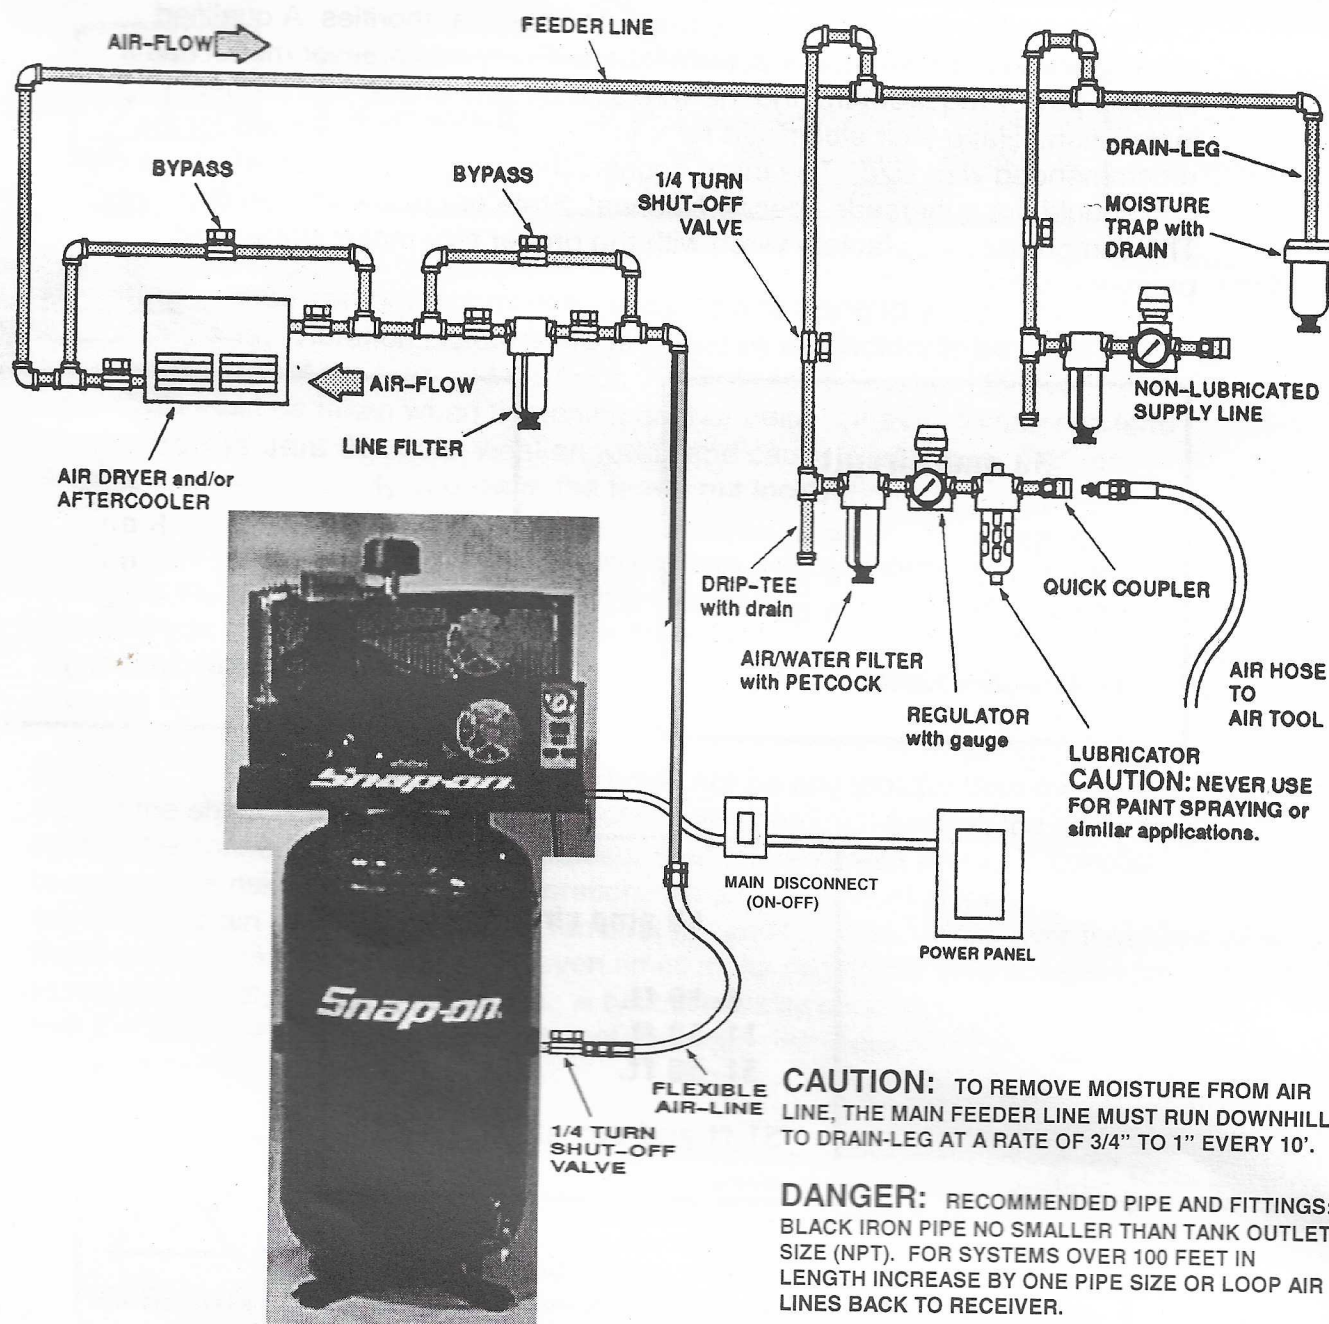 AIR-FLOW
FEEDER LINE
BYPASS
BYPASS
1/4 TURN
SHUT-OFF
VALVE
DRAIN-LEG
MOISTURE
TRAP with
DRAIN
AIR-FLOW
NON-LUBRICATED
SUPPLY LINE
LINE FILTER
AIR DRYER and/or
AFTERCOOLER
DRIP-TEE
with drain
QUICK COUPLER
AIR/WATER FILTER
with PETCOCK
AIR HOSE
TO
AIR TOOL
REGULATOR
with gauge
LUBRICATOR
CAUTION: NEVER USE
FOR PAINT SPRAYING or
similar applications.
Snap-on
MAIN DISCONNECT
(ON-OFF)
POWER PANEL
Snap-on
FLEXIBLE
AIR-LINE
1/4 TURN
SHUT-OFF
VALVE
CAUTION: TO REMOVE MOISTURE FROM AIR
LINE, THE MAIN FEEDER LINE MUST RUN DOWNHILL
TO DRAIN-LEG AT A RATE OF 3/4" TO 1" EVERY 10'.
DANGER: RECOMMENDED PIPE AND FITTINGS:
BLACK IRON PIPE NO SMALLER THAN TANK OUTLET
SIZE (NPT). FOR SYSTEMS OVER 100 FEET IN
LENGTH INCREASE BY ONE PIPE SIZE OR LOOP AIR
LINES BACK TO RECEIVER.